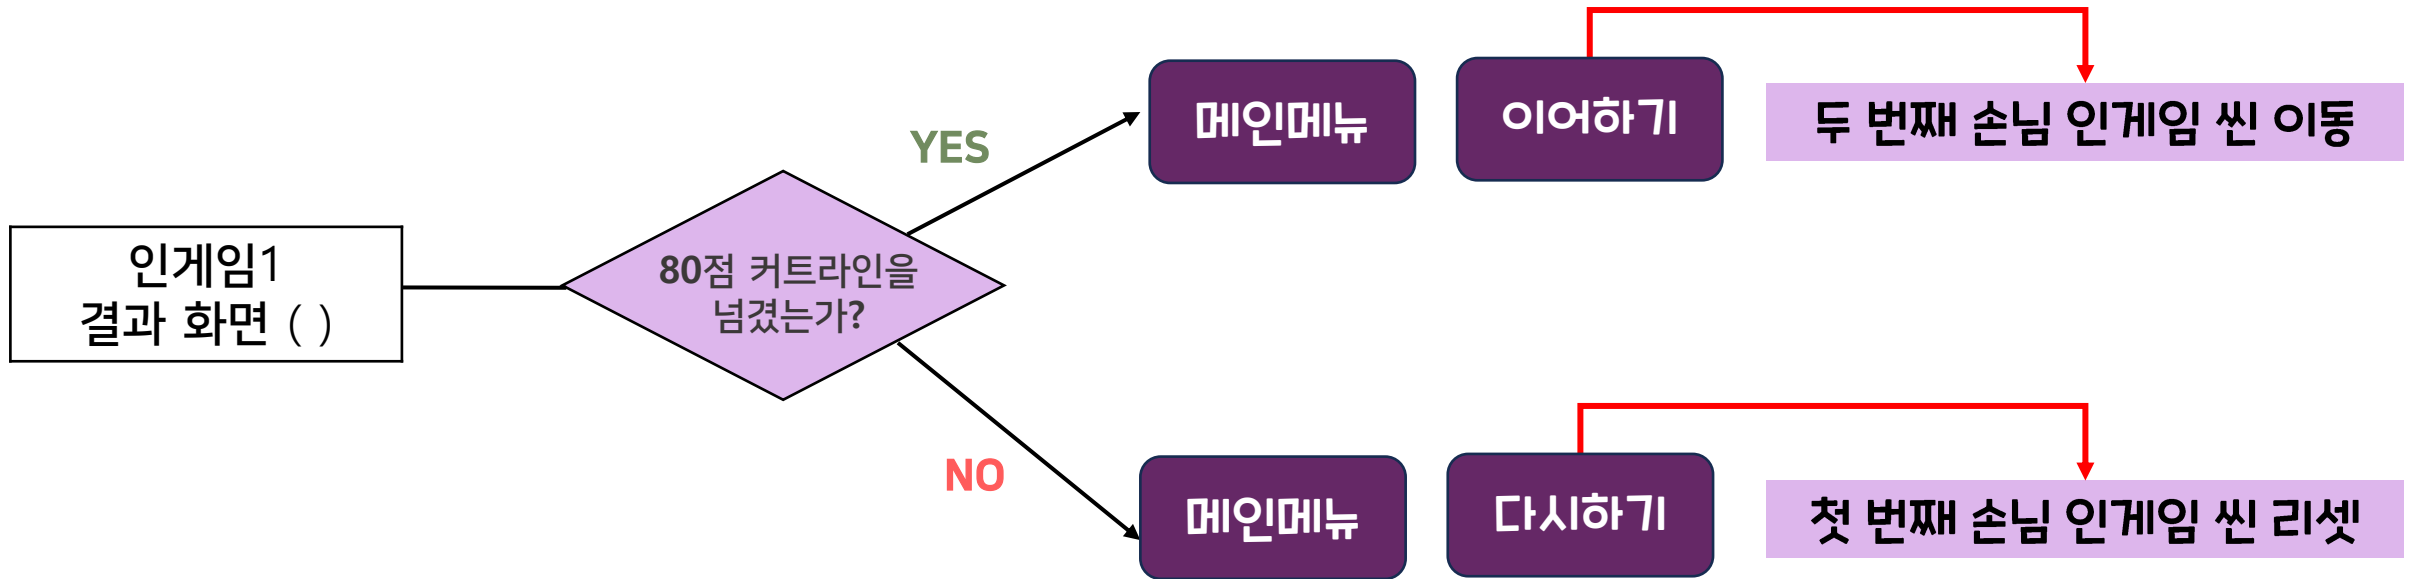 인게임1
결과 화면 ( )
80점 커트라인을
넘겼는가?
YES
메인메뉴
이어하기
두 번째 손님 인게임 씬 이동
NO
메인메뉴
다시하기
첫 번째 손님 인게임 씬 리셋